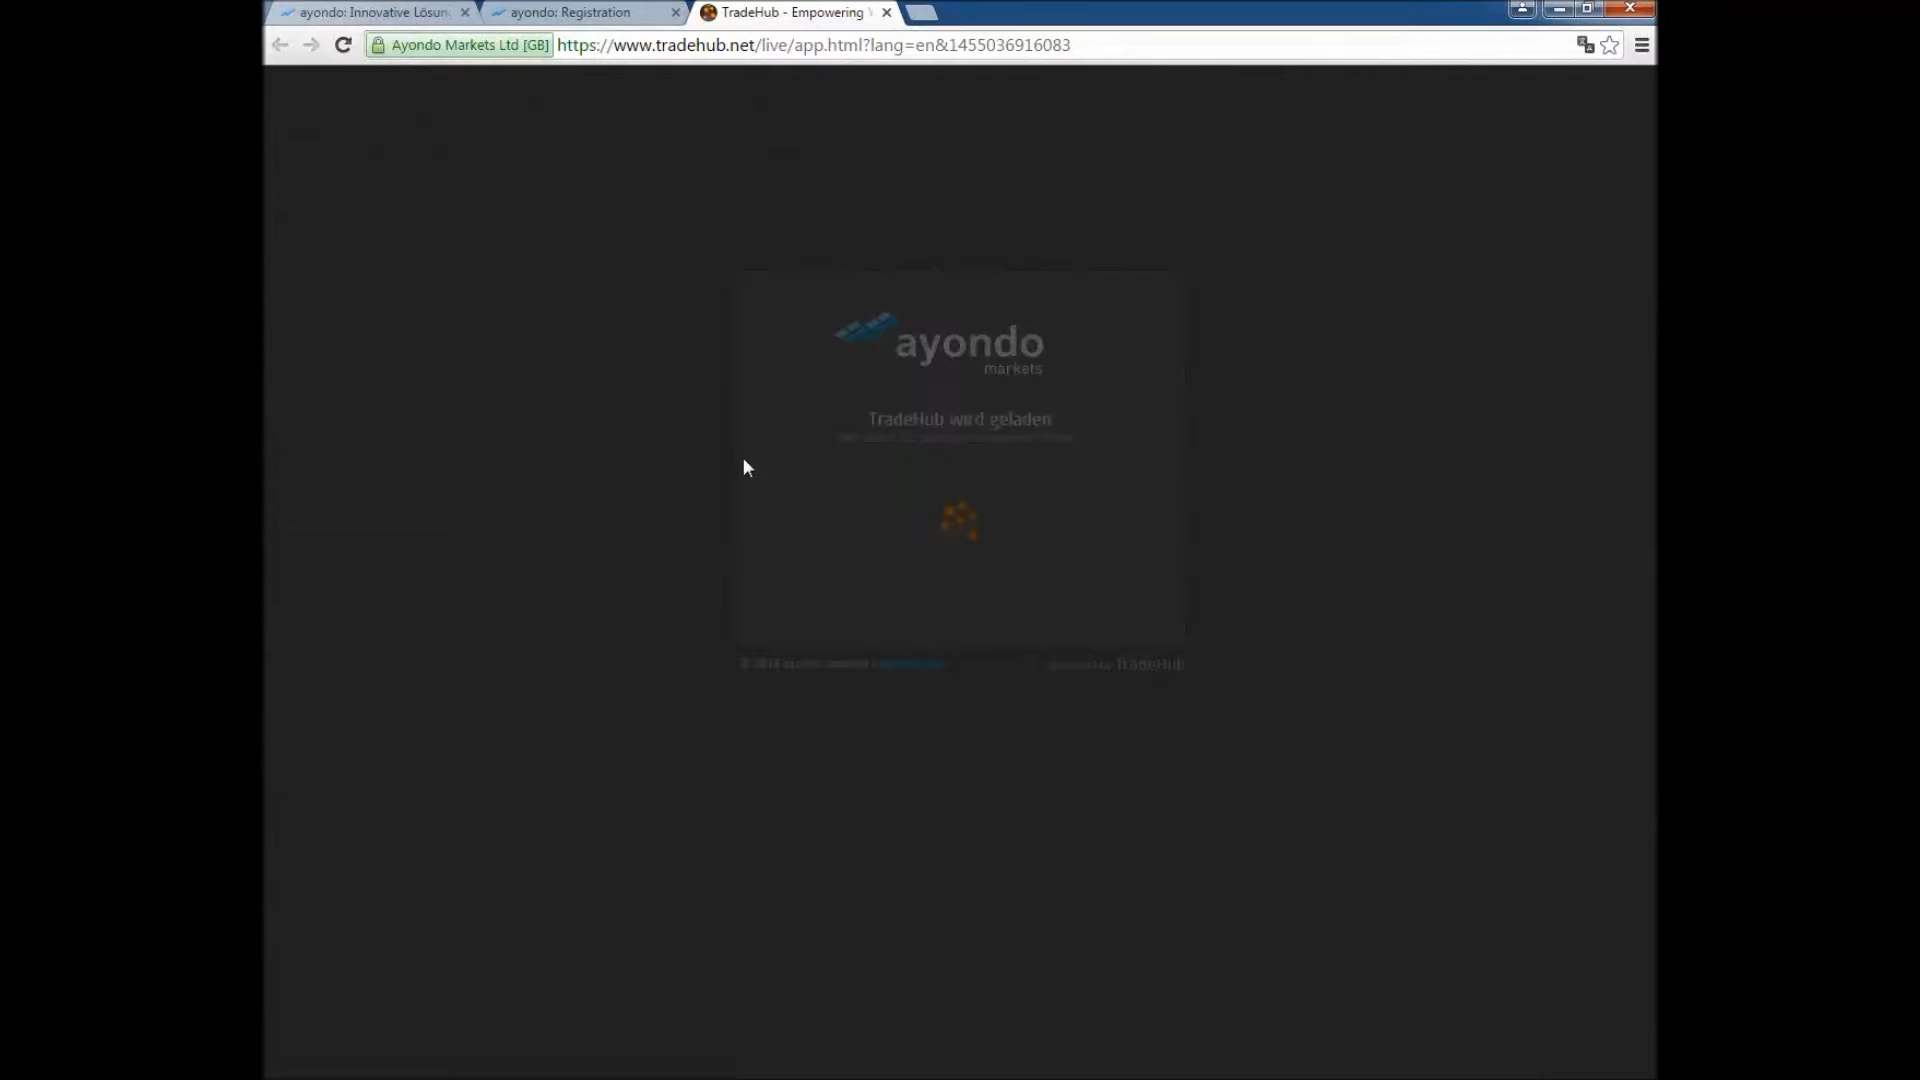 ayondo: Innovative Lösun
ayondo: Registration
TradeHub - Empowering
Ayondo Markets Ltd [GB] https://www.tradehub.net/live/app.html?lang=en&1455036916083
ayondo
markets
TradeHub wird geladen
TradeHub